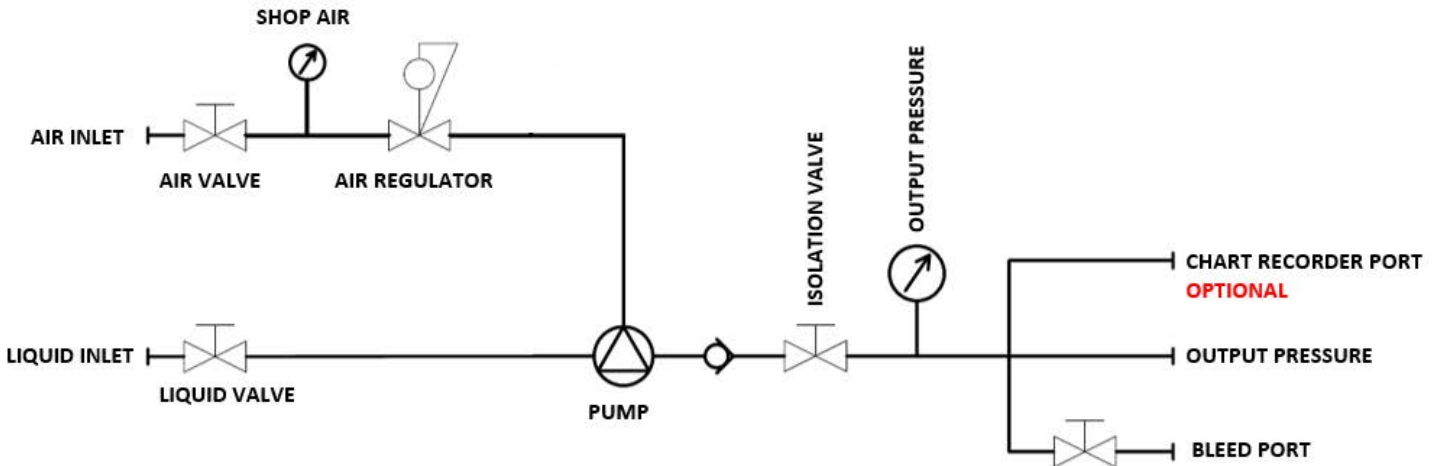 SHOP AIR
AIR INLET
AIR VALVE
AIR REGULATOR
LIQUID INLET
LIQUID VALVE
PUMP
ISOLATION VALVE
OUTPUT PRESSURE
CHART RECORDER PORT
OPTIONAL
OUTPUT PRESSURE
BLEED PORT